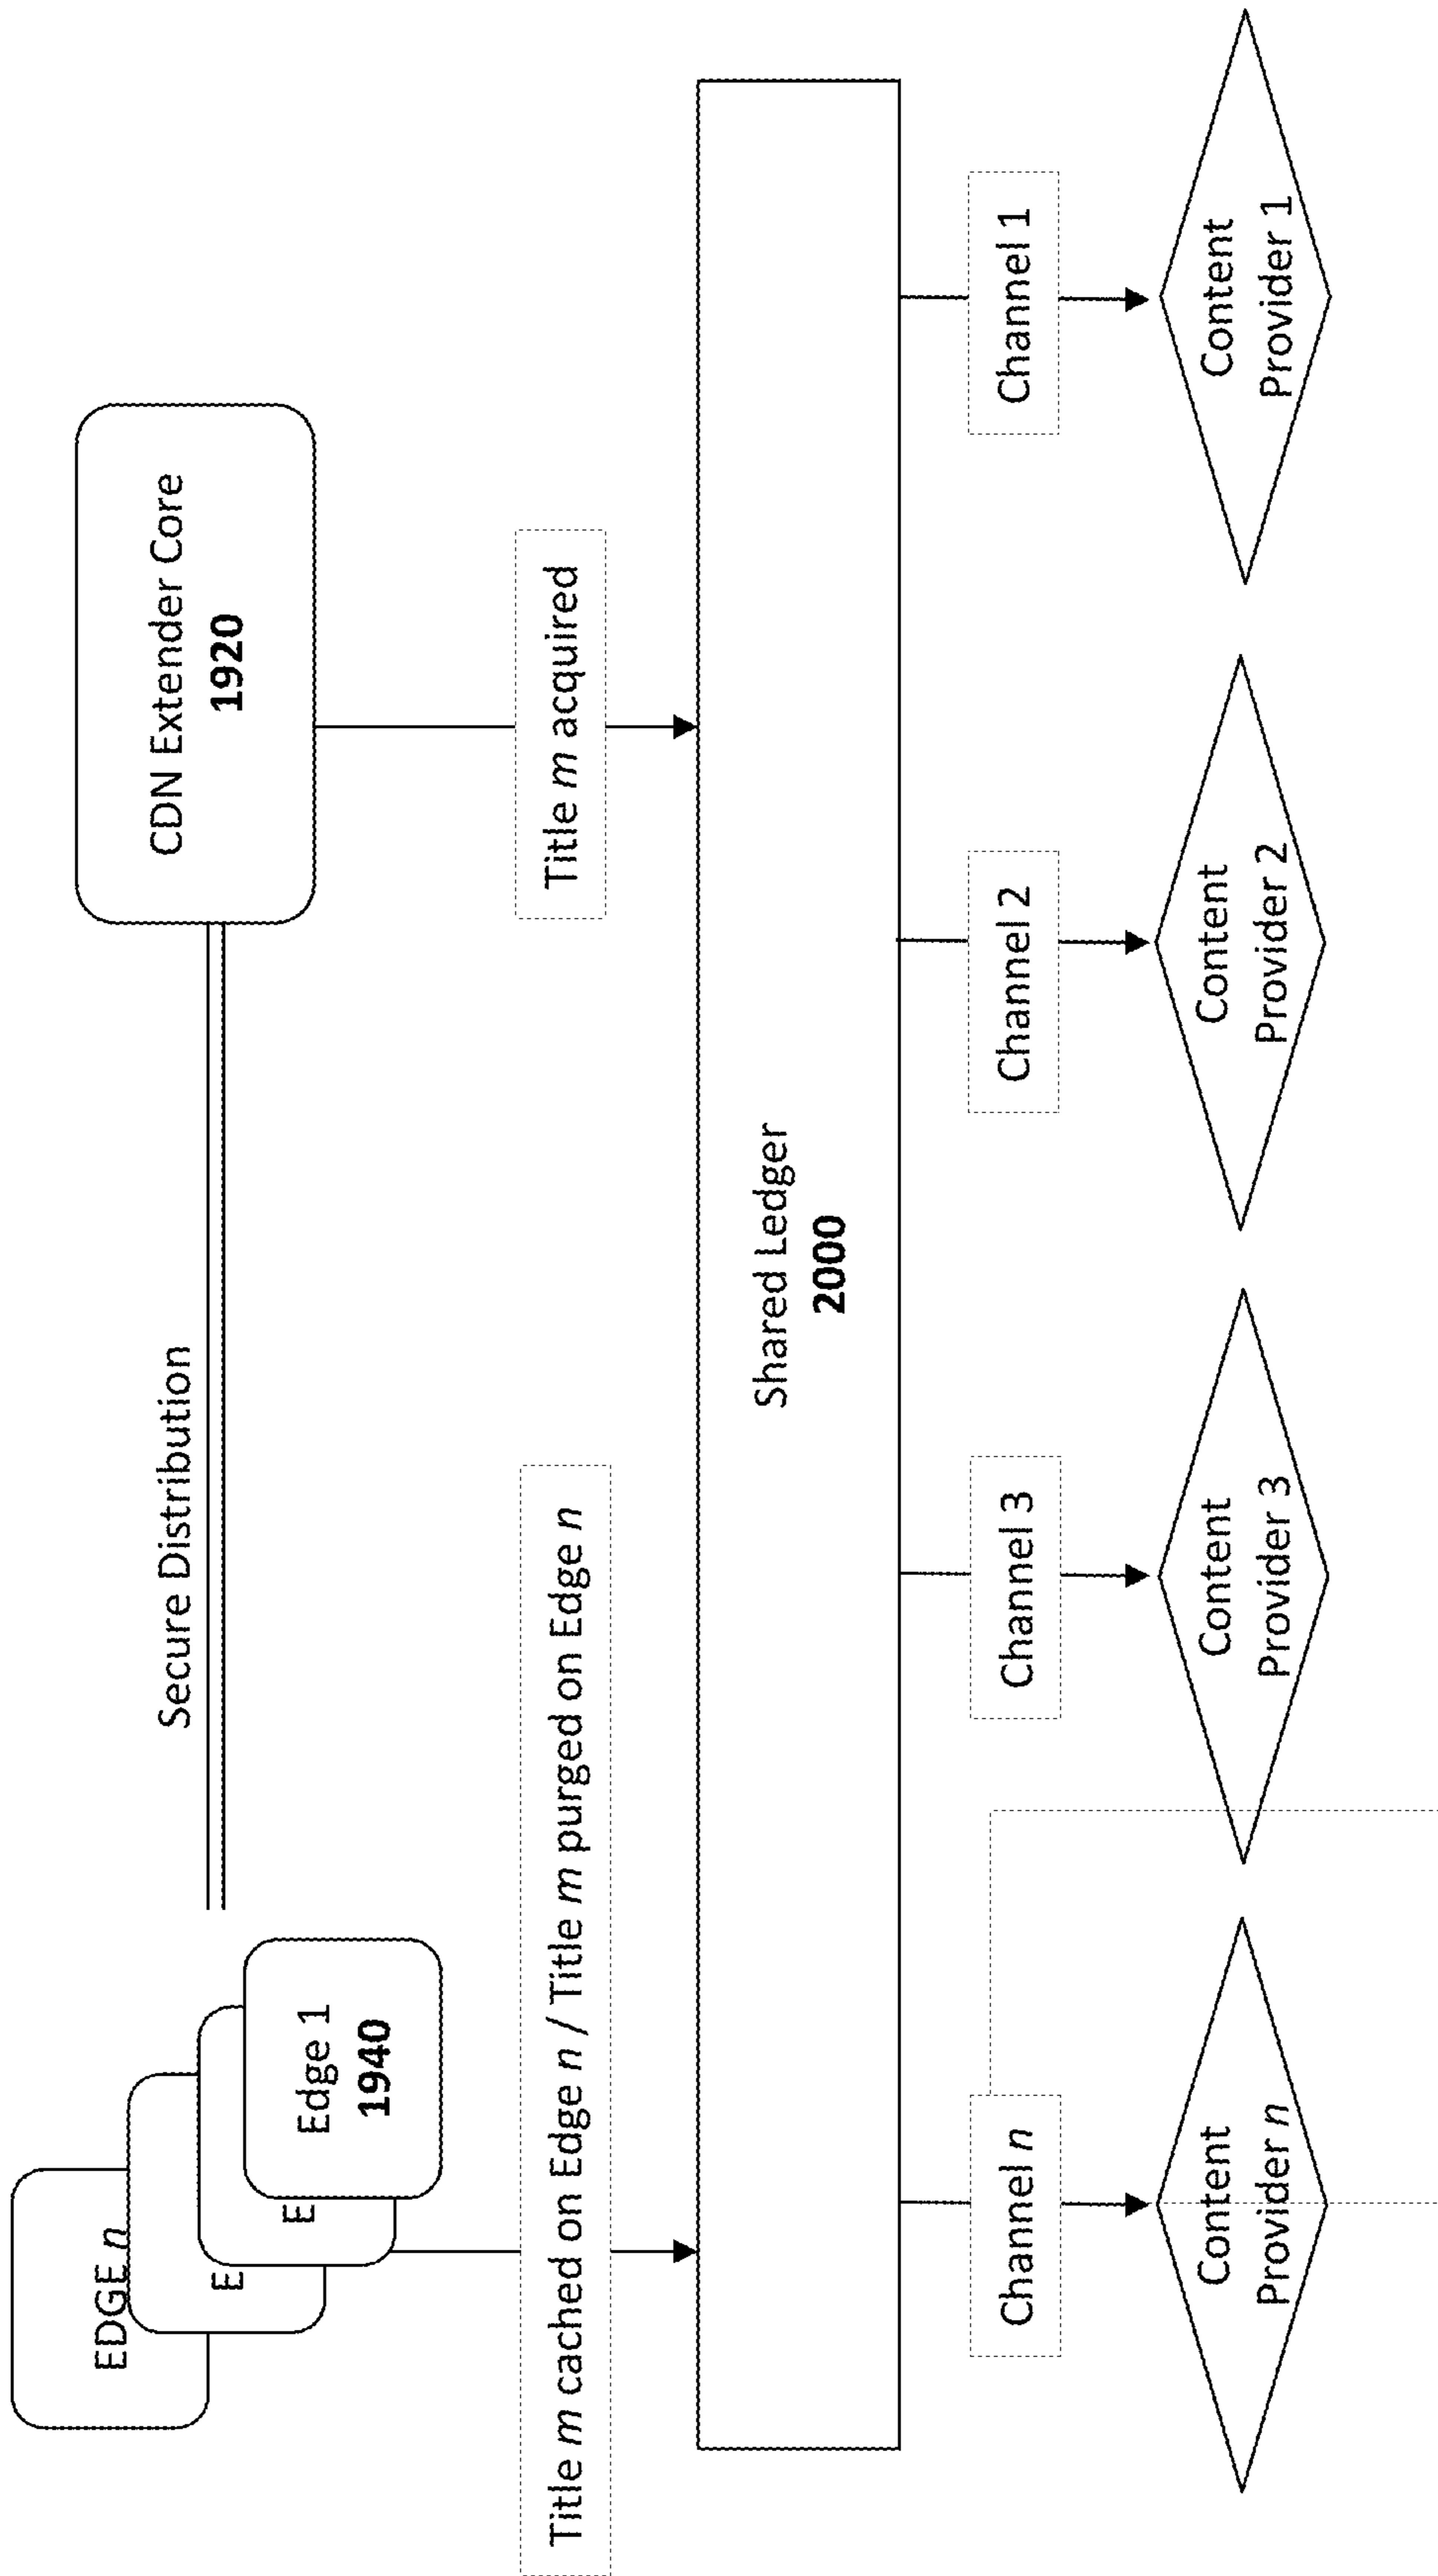 EDGE n
E
E
Edge 1
1940
Secure Distribution
CDN Extender Core
1920
Title m cached on Edge n / Title m purged on Edge n
Title m acquired
Shared Ledger
2000
Channel n
Channel 3
Channel 2
Channel 1
Content
Provider n
Content
Provider 3
Content
Provider 2
Content
Provider 1